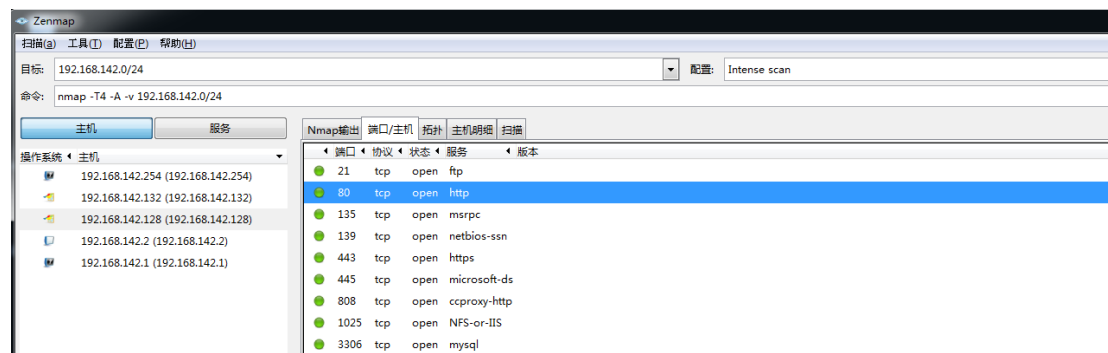 Zenmap
扫描(a) 工具(T) 配置(P) 帮助(H)
目标: 192.168.142.0/24 配置: Intense scan
命令: nmap -T4 -A -v 192.168.142.0/24
主机 服务 Nmap输出 端口/主机 拓扑 主机明细 扫描
操作系统 主机
192.168.142.254 (192.168.142.254)
192.168.142.132 (192.168.142.132)
192.168.142.128 (192.168.142.128)
192.168.142.2 (192.168.142.2)
192.168.142.1 (192.168.142.1)
端口 协议 状态 服务 版本
21 tcp open ftp
80 tcp open http
135 tcp open msrpc
139 tcp open netbios-ssn
443 tcp open https
445 tcp open microsoft-ds
808 tcp open ccproxy-http
1025 tcp open NFS-or-IIS
3306 tcp open mysql